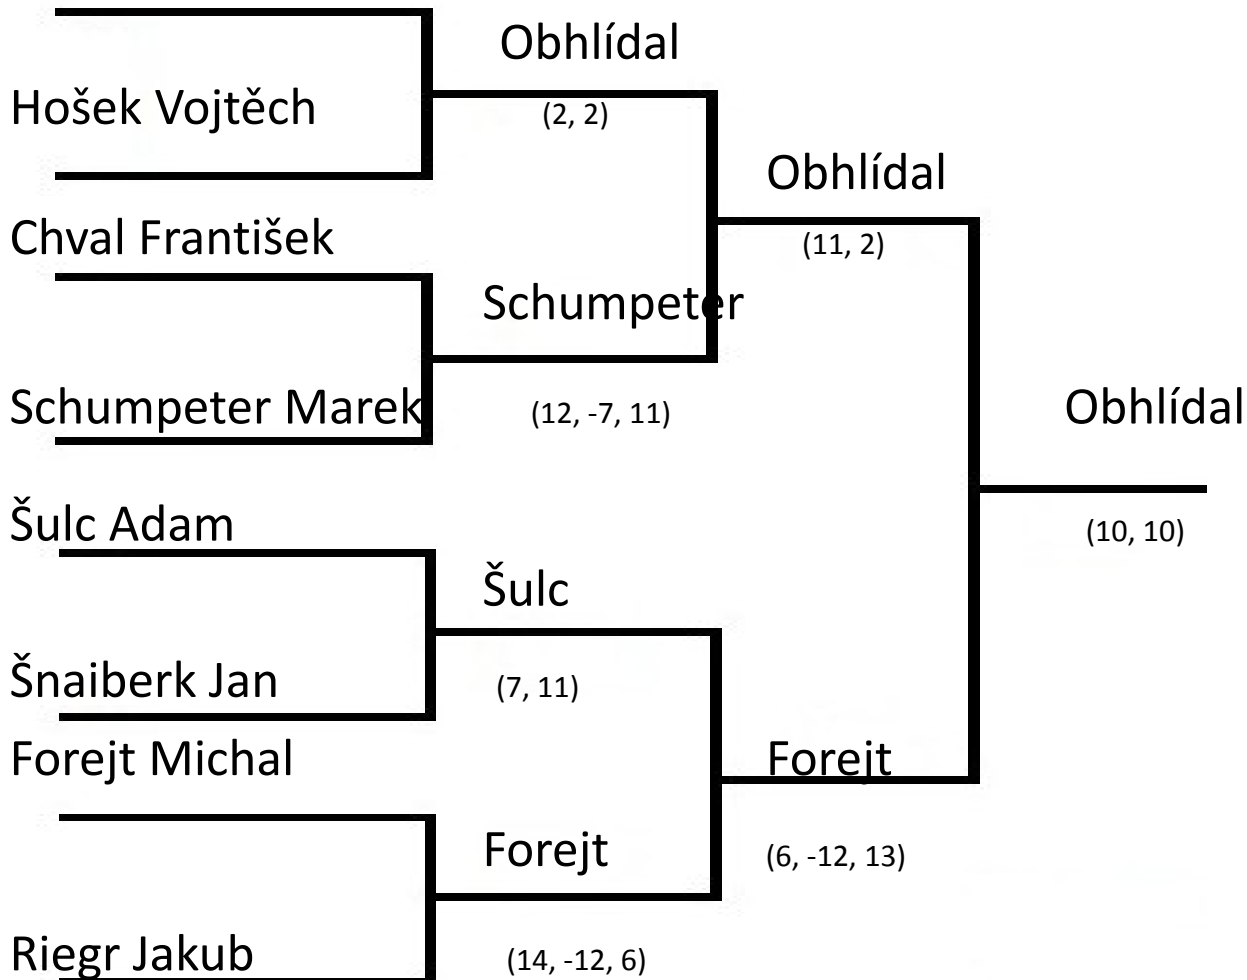 Obhlídal
Hošek Vojtěch
(2, 2)
Obhlídal
Chval František
(11, 2)
Schumpeter
Schumpeter Marek
(12, -7, 11)
Obhlídal
Šulc Adam
(10, 10)
Šulc
Šnaiberk Jan
(7, 11)
Forejt Michal
Forejt
Forejt
(6, -12, 13)
Riegr Jakub
(14, -12, 6)